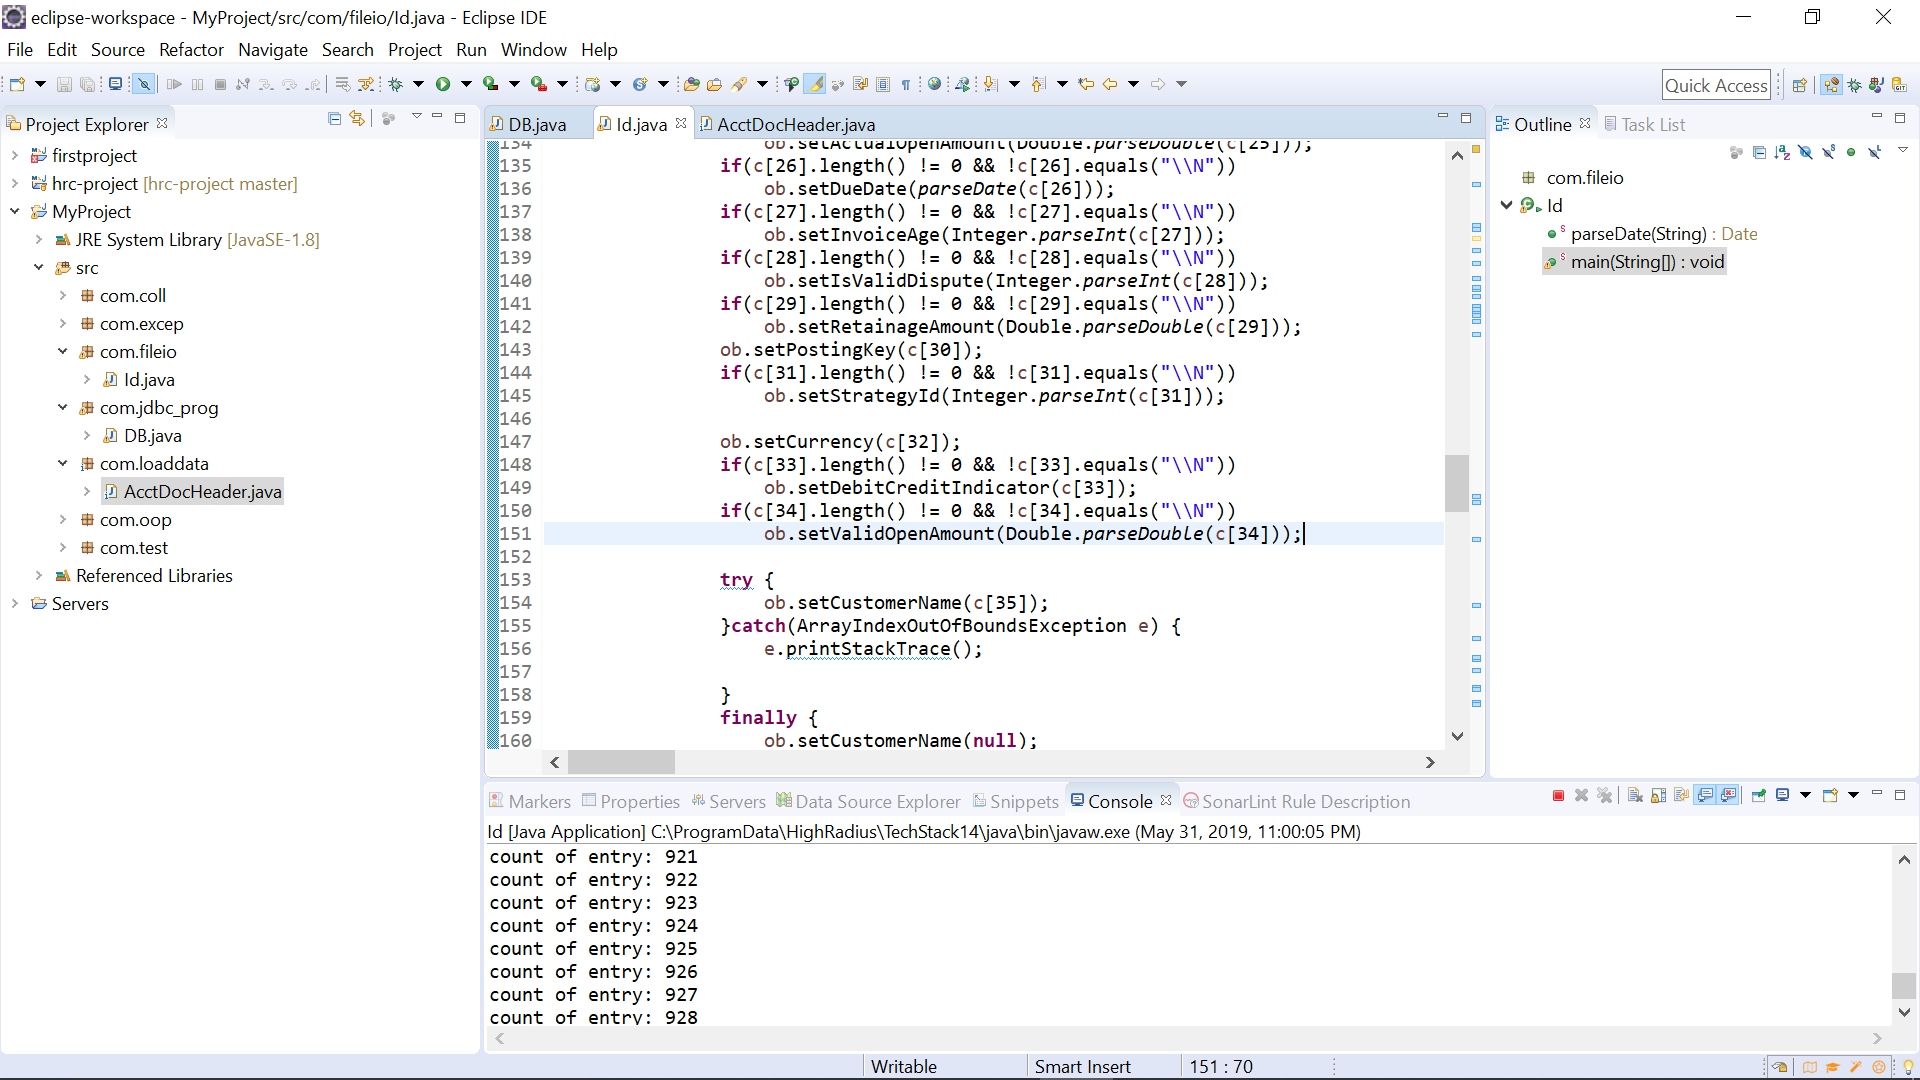 eclipse-workspace - MyProject/src/com/fileio/Id.java - Eclipse IDE
File Edit Source Refactor Navigate Search Project Run Window Help
Quick Access
Project Explorer
firstproject
hrc-project [hrc-project master]
MyProject
JRE System Library [JavaSE-1.8]
src
com.coll
com.excep
com.fileio
Id.java
com.jdbc_prog
DB.java
com.loaddata
AcctDocHeader.java
com.oop
com.test
Referenced Libraries
Servers
DB.java Id.java AcctDocHeader.java
134 ob.setActualOpenAmount(Double.parseDouble(c[25]));
135 if(c[26].length() != 0 && !c[26].equals("\\N"))
136 ob.setDueDate(parseDate(c[26]));
137 if(c[27].length() != 0 && !c[27].equals("\\N"))
138 ob.setInvoiceAge(Integer.parseInt(c[27]));
139 if(c[28].length() != 0 && !c[28].equals("\\N"))
140 ob.setIsValidDispute(Integer.parseInt(c[28]));
141 if(c[29].length() != 0 && !c[29].equals("\\N"))
142 ob.setRetainageAmount(Double.parseDouble(c[29]));
143 ob.setPostingKey(c[30]);
144 if(c[31].length() != 0 && !c[31].equals("\\N"))
145 ob.setStrategyId(Integer.parseInt(c[31]));
146
147 ob.setCurrency(c[32]);
148 if(c[33].length() != 0 && !c[33].equals("\\N"))
149 ob.setDebitCreditIndicator(c[33]);
150 if(c[34].length() != 0 && !c[34].equals("\\N"))
151 ob.setValidOpenAmount(Double.parseDouble(c[34]));
152
153 try {
154 ob.setCustomerName(c[35]);
155 }catch(ArrayIndexOutOfBoundsException e) {
156 e.printStackTrace();
157
158 }
159 finally {
160 ob.setCustomerName(null);
Outline Task List
com.fileio
Id
parseDate(String) : Date
main(String[]) : void
Markers Properties Servers Data Source Explorer Snippets Console SonarLint Rule Description
Id [Java Application] C:\ProgramData\HighRadius\TechStack14\java\bin\javaw.exe (May 31, 2019, 11:00:05 PM)
count of entry: 921
count of entry: 922
count of entry: 923
count of entry: 924
count of entry: 925
count of entry: 926
count of entry: 927
count of entry: 928
Writable Smart Insert 151 : 70